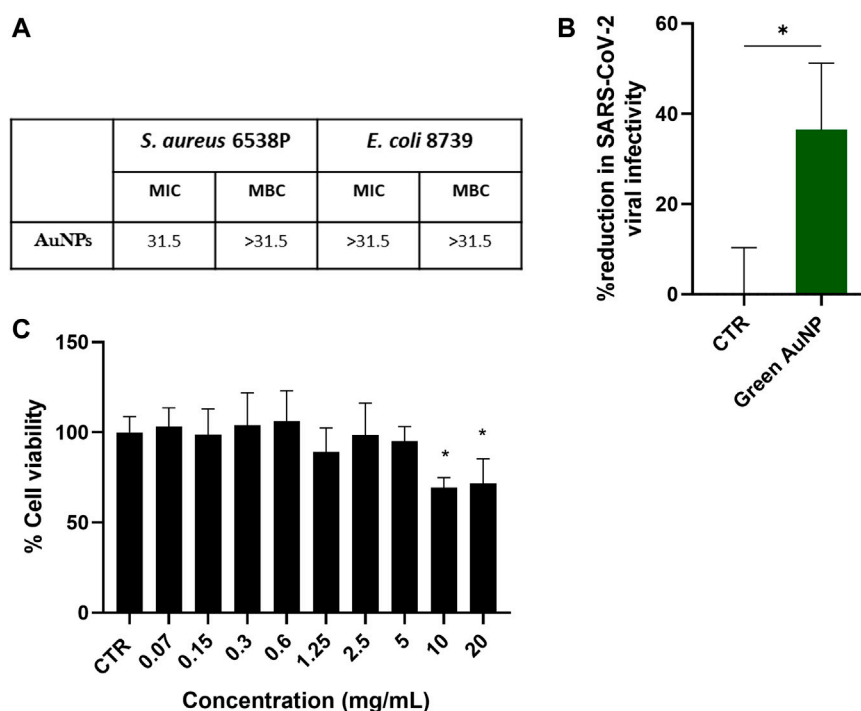 A
S. aureus 6538P E. coli 8739
MIC MBC MIC MBC
AuNPs 31.5 >31.5 >31.5 >31.5
B
%reduction in SARS-CoV-2
viral infectivity
60
40
20
0
*
CTR
Green AuNP
C
% Cell viability
150
100
50
0
* *
CTR 0.07 0.15 0.3 0.6 1.25 2.5 5 10 20
Concentration (mg/mL)